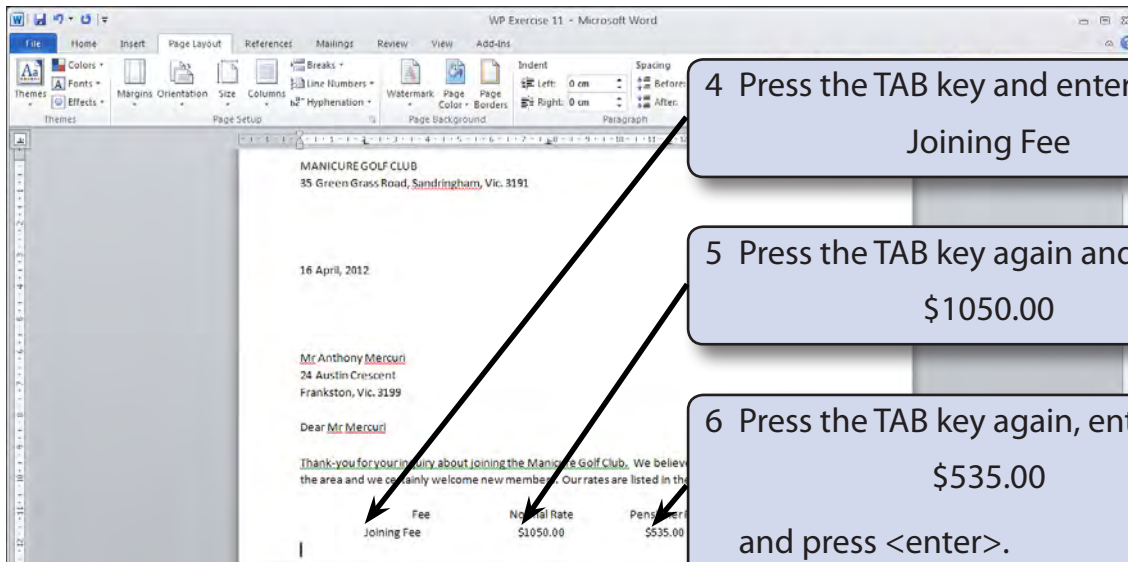 WP Exercise 11 - Microsoft Word
File Home Insert Page Layout References Mailings Review View Add-Ins
Colors Breaks Indent Spacing
Aa Fonts Line Numbers Left: 0 cm Before:
Themes Effects Margins Orientation Size Columns Hyphenation Watermark Page Color Page Borders Right: 0 cm After:
Themes Page Setup Page Background Paragraph
4 Press the TAB key and enter
Joining Fee
MANICURE GOLF CLUB
35 Green Grass Road, Sandringham, Vic. 3191
5 Press the TAB key again and
$1050.00
16 April, 2012
Mr Anthony Mercuri
24 Austin Crescent
Frankston, Vic. 3199
6 Press the TAB key again, ent
$535.00
and press <enter>.
Dear Mr Mercuri
Thank-you for your inquiry about joining the Manicure Golf Club. We believe
the area and we certainly welcome new members. Our rates are listed in the
Fee Normal Rate Pensioner
Joining Fee $1050.00 $535.00